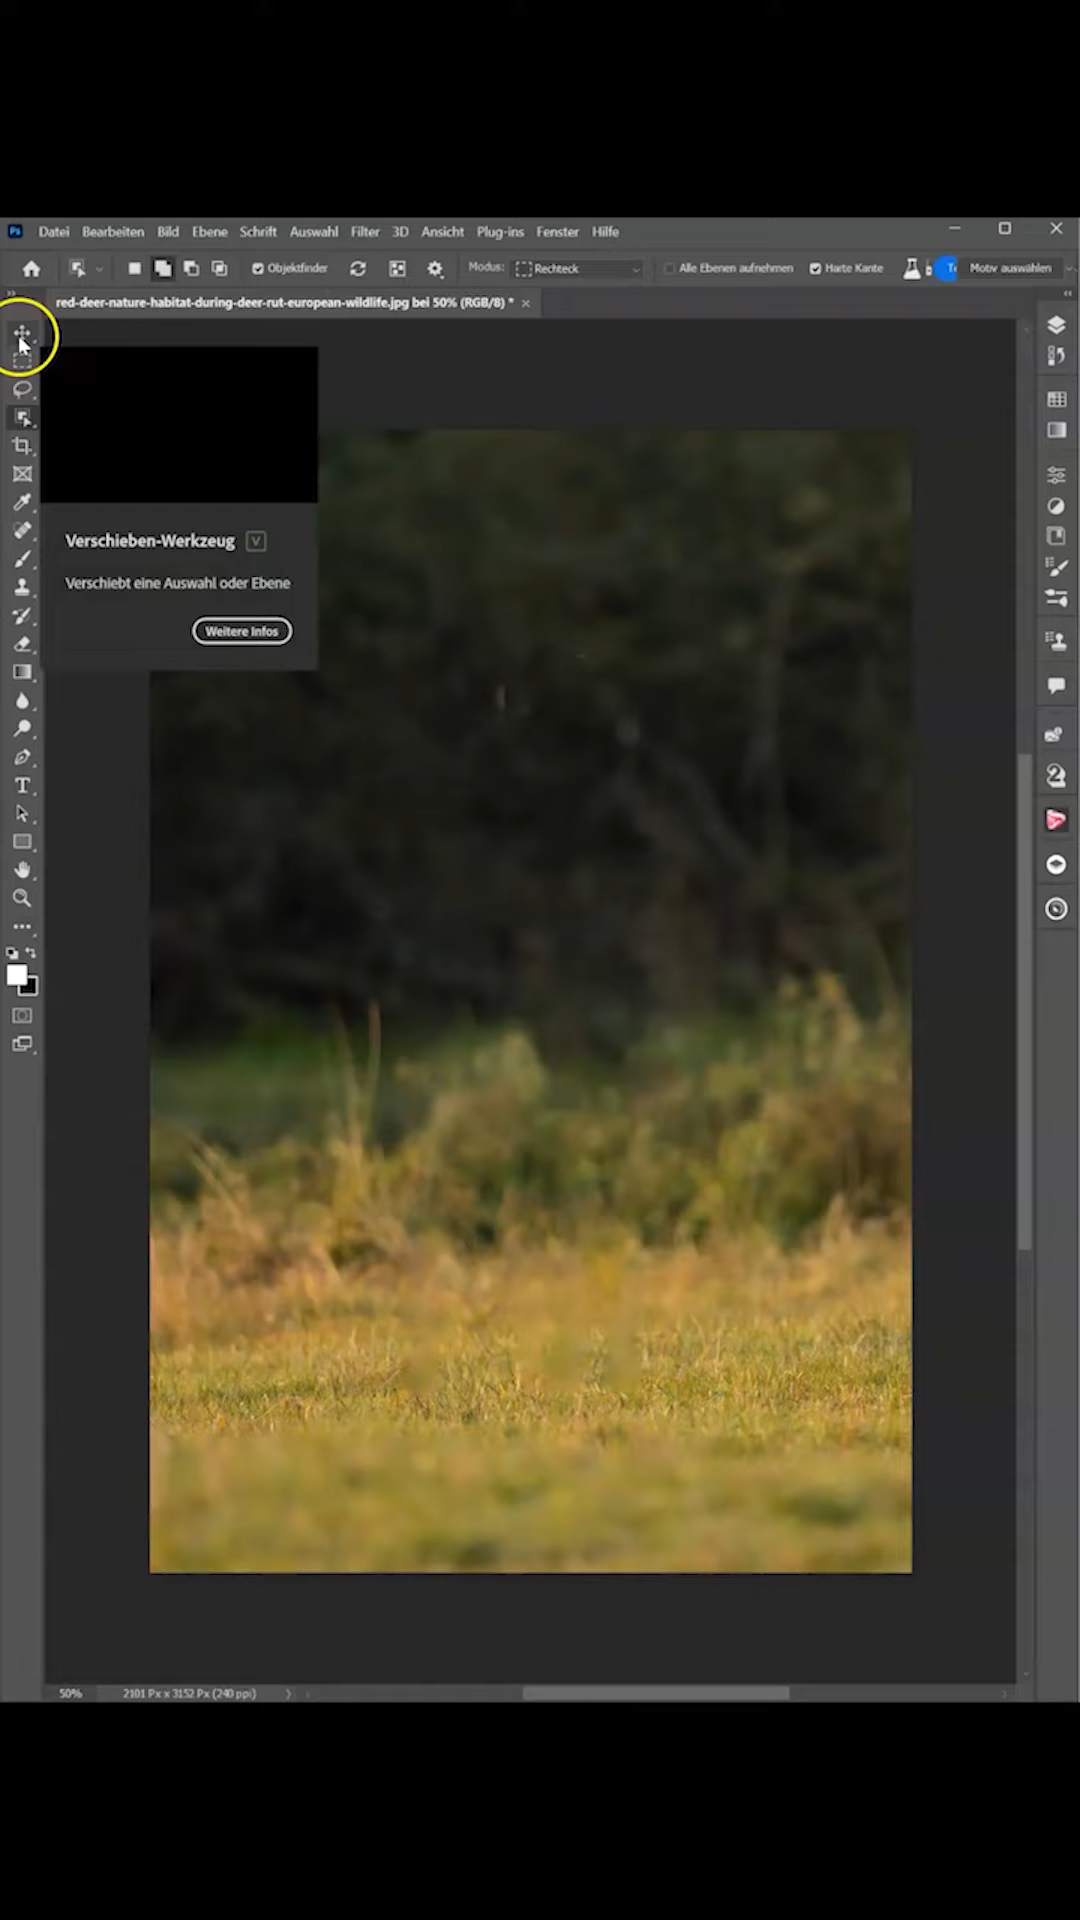 Ps Datei Bearbeiten Bild Ebene Schrift Auswahl Filter 3D Ansicht Plug-ins Fenster Hilfe
Objektfinder Modus: Rechteck Alle Ebenen aufnehmen Harte Kante Motiv auswählen
red-deer-nature-habitat-during-deer-rut-european-wildlife.jpg bei 50% (RGB/8) *
Verschieben-Werkzeug V
Verschiebt eine Auswahl oder Ebene
Weitere Infos
T
50% 2101 Px x 3152 Px (240 ppi)